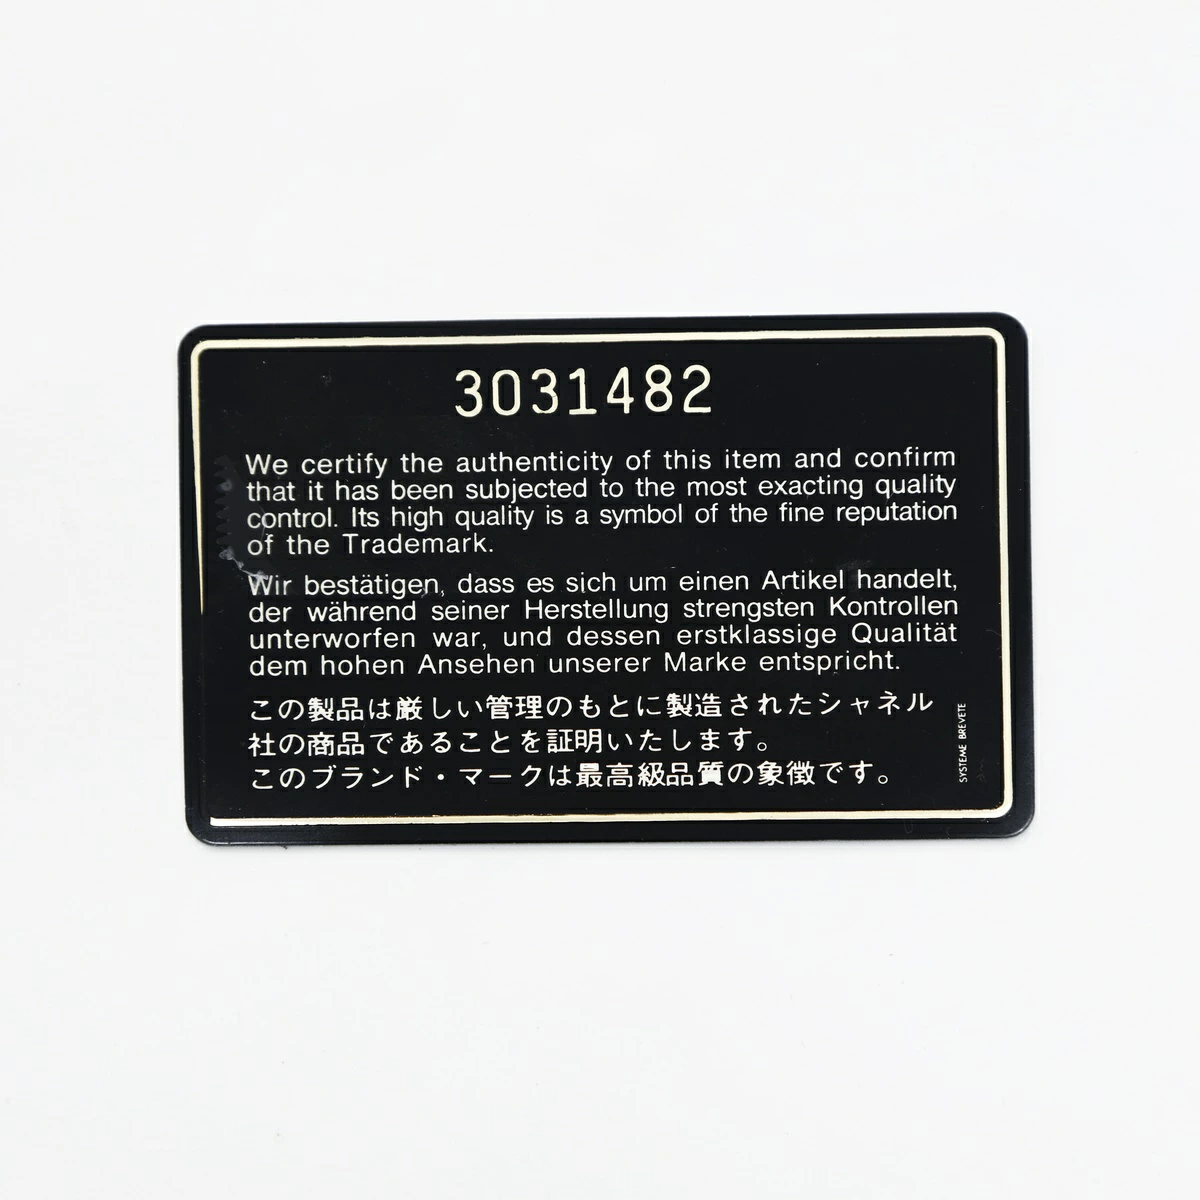 3031482
We certify the authenticity of this item and confirm
that it has been subjected to the most exacting quality
control. Its high quality is a symbol of the fine reputation
of the Trademark.
Wir bestätigen, dass es sich um einen Artikel handelt,
der während seiner Herstellung strengsten Kontrollen
unterworfen war, und dessen erstklassige Qualität
dem hohen Ansehen unserer Marke entspricht.
この製品は厳しい管理のもとに製造されたシャネル
社の商品であることを証明いたします。
このブランド・マークは最高級品質の象徴です。
SYSTEME BREVETE